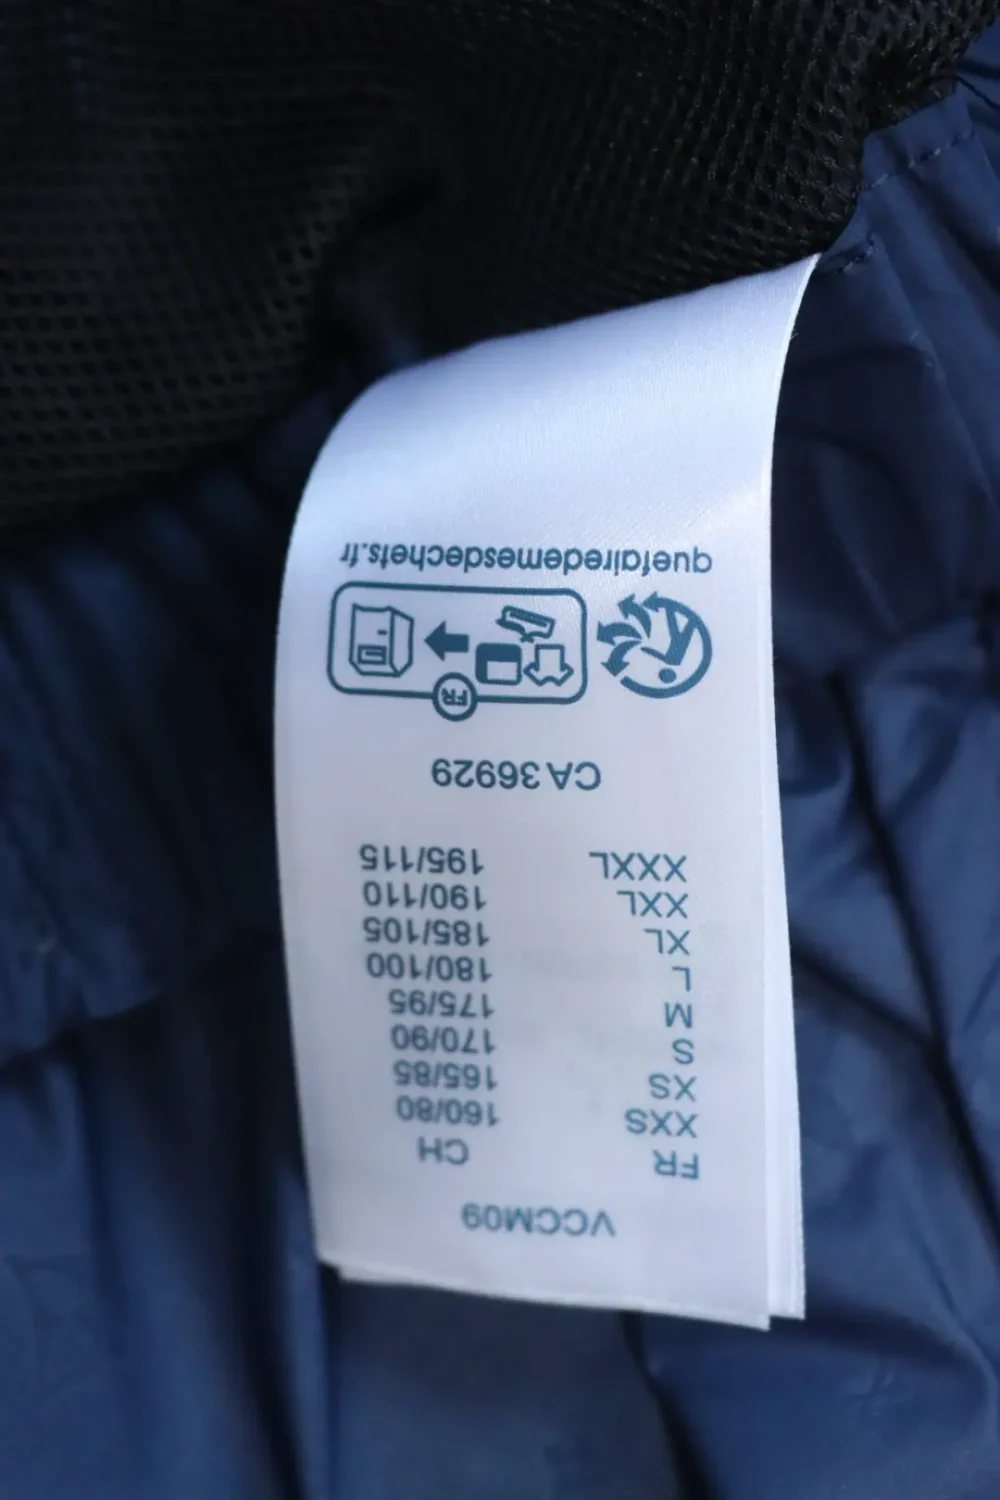 VCCM09
FR CH
XXS 160/80
XS 165/85
S 170/90
M 175/95
L 180/100
XL 185/105
XXL 190/110
XXXL 195/115
CA 36929
FR
quefairedemesdechets.fr